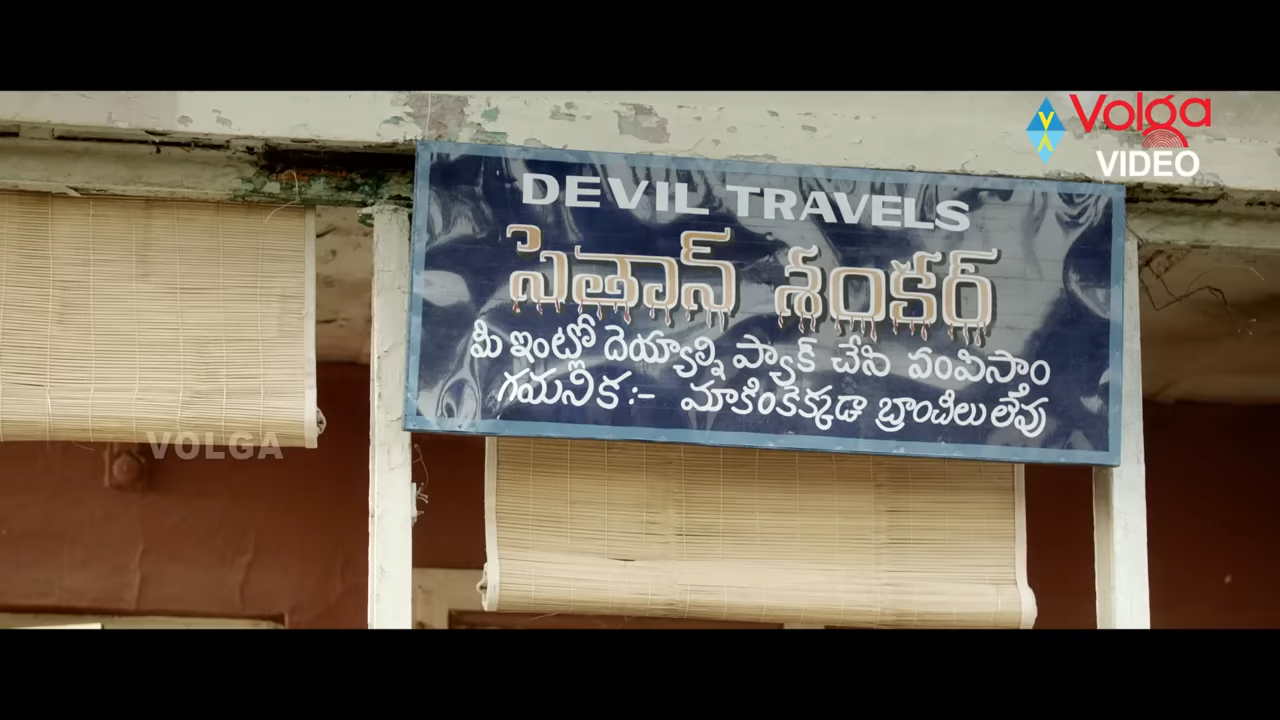 Volga
VIDEO
DEVIL TRAVELS
సైతాన్ శంకర్
మీ ఇంట్లో దెయ్యాల్ని ప్యాక్ చేసి పంపిస్తాం
గమనిక:- మాకింకెక్కడా బ్రాంచీలు లేవు
VOLGA